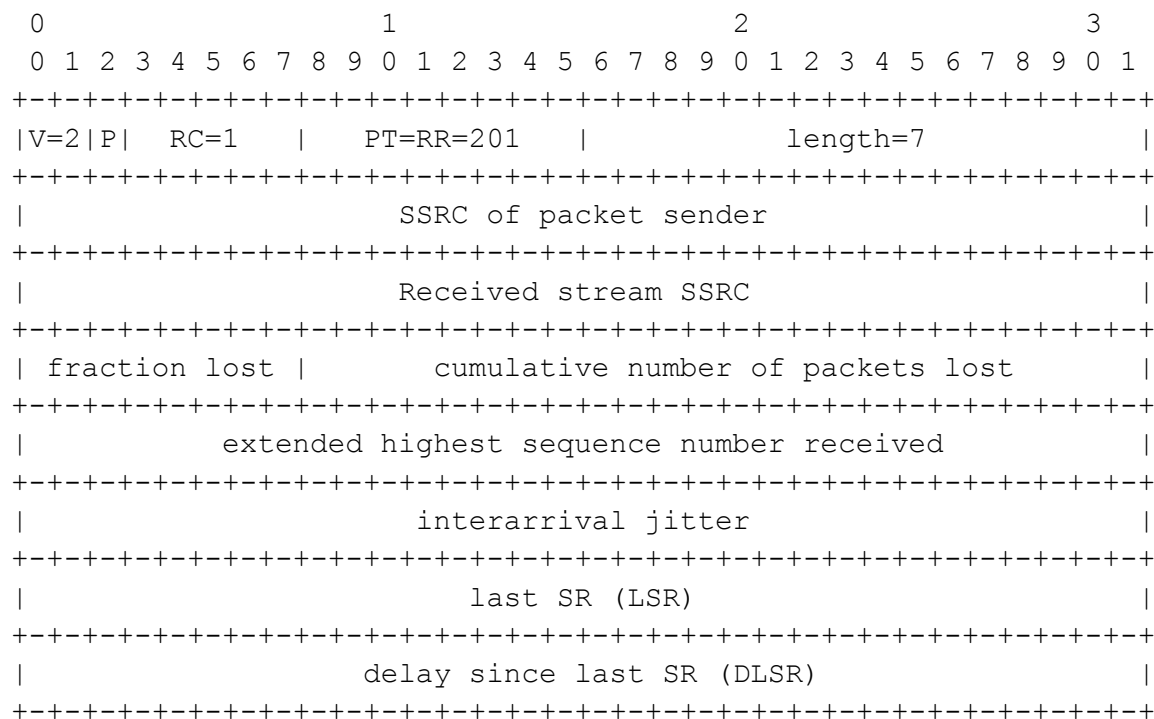 0                   1                   2                   3
 0 1 2 3 4 5 6 7 8 9 0 1 2 3 4 5 6 7 8 9 0 1 2 3 4 5 6 7 8 9 0 1
+-+-+-+-+-+-+-+-+-+-+-+-+-+-+-+-+-+-+-+-+-+-+-+-+-+-+-+-+-+-+-+-+
|V=2|P|  RC=1   |   PT=RR=201   |           length=7            |
+-+-+-+-+-+-+-+-+-+-+-+-+-+-+-+-+-+-+-+-+-+-+-+-+-+-+-+-+-+-+-+-+
|                     SSRC of packet sender                     |
+-+-+-+-+-+-+-+-+-+-+-+-+-+-+-+-+-+-+-+-+-+-+-+-+-+-+-+-+-+-+-+-+
|                     Received stream SSRC                      |
+-+-+-+-+-+-+-+-+-+-+-+-+-+-+-+-+-+-+-+-+-+-+-+-+-+-+-+-+-+-+-+-+
| fraction lost |       cumulative number of packets lost       |
+-+-+-+-+-+-+-+-+-+-+-+-+-+-+-+-+-+-+-+-+-+-+-+-+-+-+-+-+-+-+-+-+
|           extended highest sequence number received           |
+-+-+-+-+-+-+-+-+-+-+-+-+-+-+-+-+-+-+-+-+-+-+-+-+-+-+-+-+-+-+-+-+
|                      interarrival jitter                      |
+-+-+-+-+-+-+-+-+-+-+-+-+-+-+-+-+-+-+-+-+-+-+-+-+-+-+-+-+-+-+-+-+
|                         last SR (LSR)                         |
+-+-+-+-+-+-+-+-+-+-+-+-+-+-+-+-+-+-+-+-+-+-+-+-+-+-+-+-+-+-+-+-+
|                   delay since last SR (DLSR)                  |
+-+-+-+-+-+-+-+-+-+-+-+-+-+-+-+-+-+-+-+-+-+-+-+-+-+-+-+-+-+-+-+-+